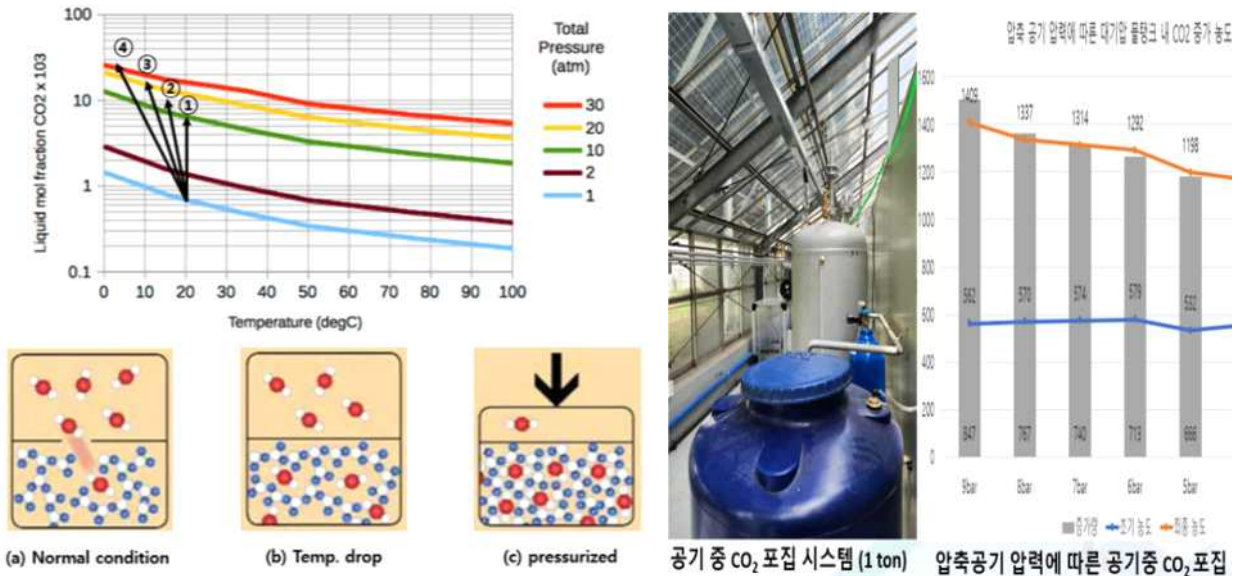 100
10
1
0.1
Liquid mol fraction CO2 x 103
④
③
②
①
0 10 20 30 40 50 60 70 80 90 100
Temperature (degC)
Total
Pressure
(atm)
30
20
10
2
1
(a) Normal condition
(b) Temp. drop
(c) pressurized
공기 중 CO₂ 포집 시스템 (1 ton)
압축 공기 압력에 따른 대기압 물탱크 내 CO2 증가 농도
1600
1400
1200
1000
800
600
400
200
0
1409 1337 1314 1292 1198
562 570 574 579 532
847 767 740 713 666
9bar 8bar 7bar 6bar 5bar
증가량 초기 농도 최종 농도
압축공기 압력에 따른 공기중 CO₂ 포집